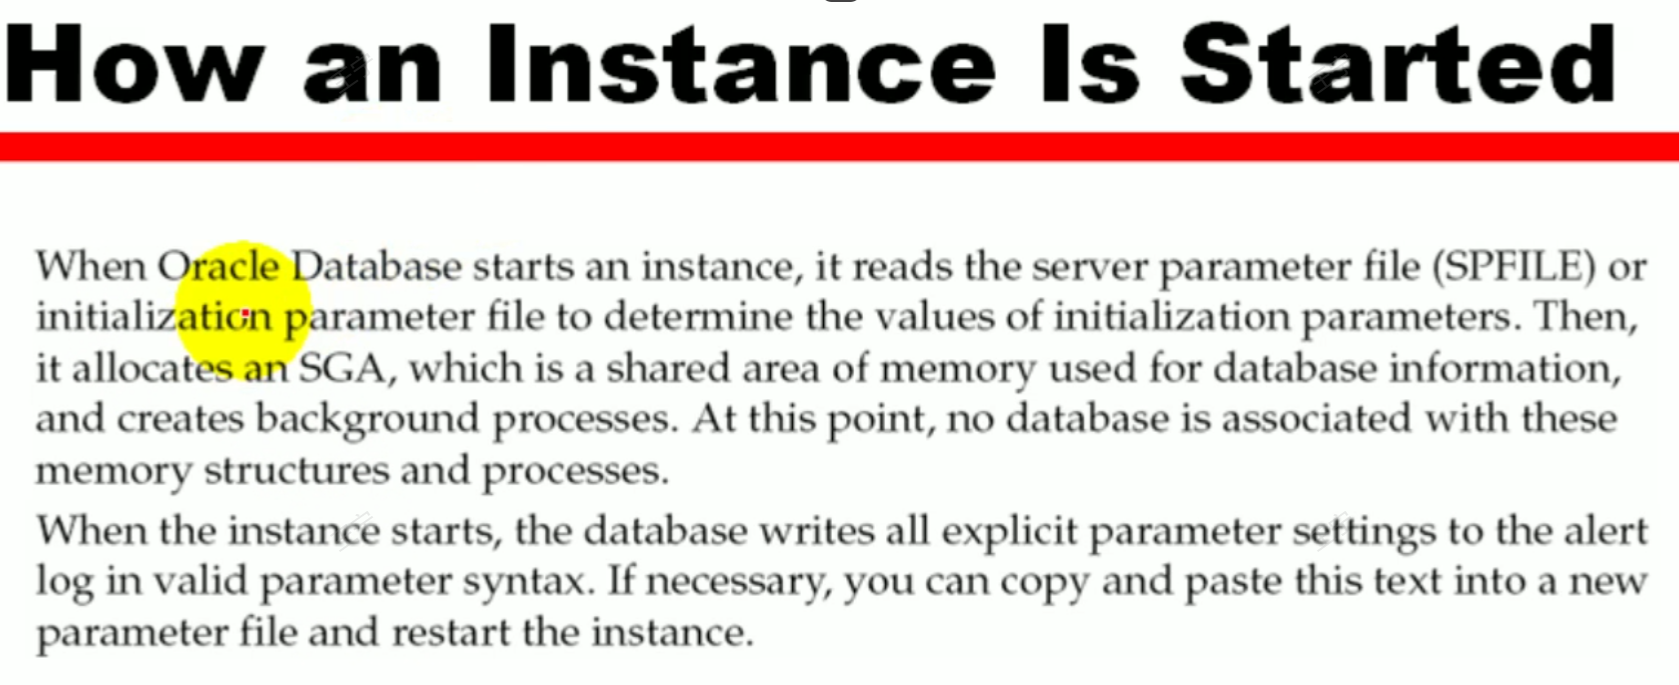 How an Instance Is Started
When Oracle Database starts an instance, it reads the server parameter file (SPFILE) or
initialization parameter file to determine the values of initialization parameters. Then,
it allocates an SGA, which is a shared area of memory used for database information,
and creates background processes. At this point, no database is associated with these
memory structures and processes.
When the instance starts, the database writes all explicit parameter settings to the alert
log in valid parameter syntax. If necessary, you can copy and paste this text into a new
parameter file and restart the instance.